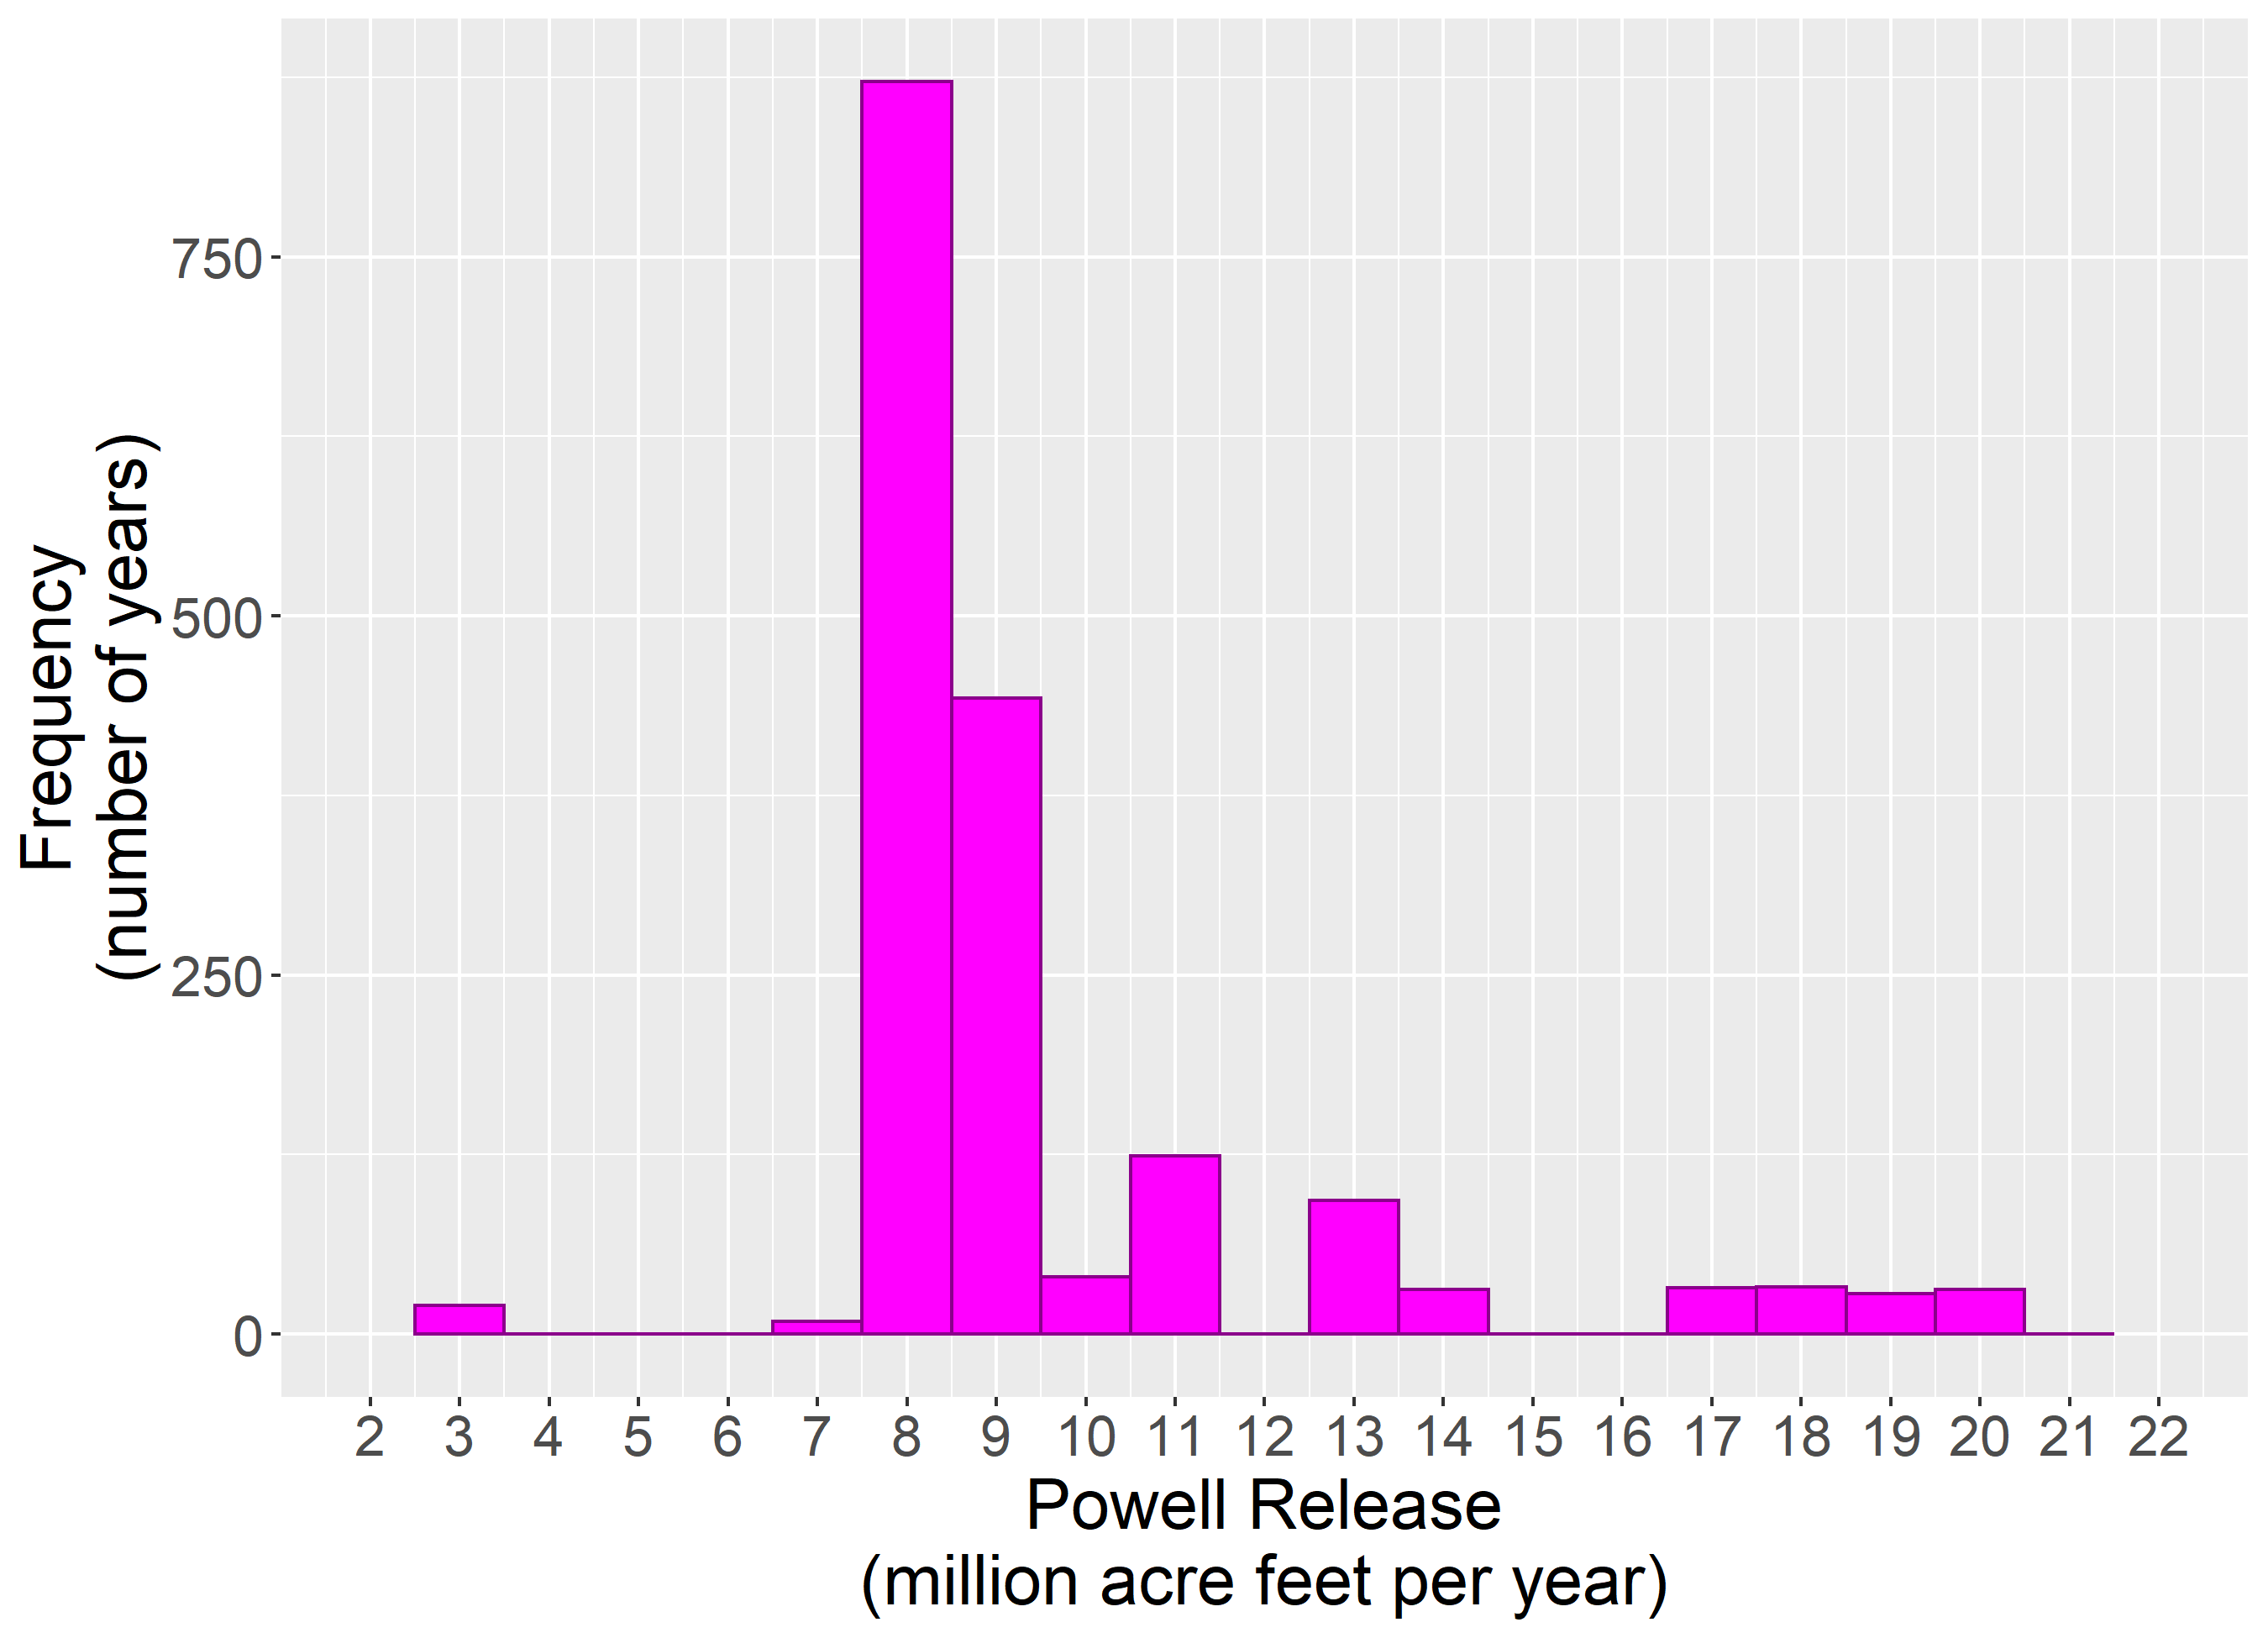 Frequency
(number of years)
750
500
250
0
2 3 4 5 6 7 8 9 10 11 12 13 14 15 16 17 18 19 20 21 22
Powell Release
(million acre feet per year)